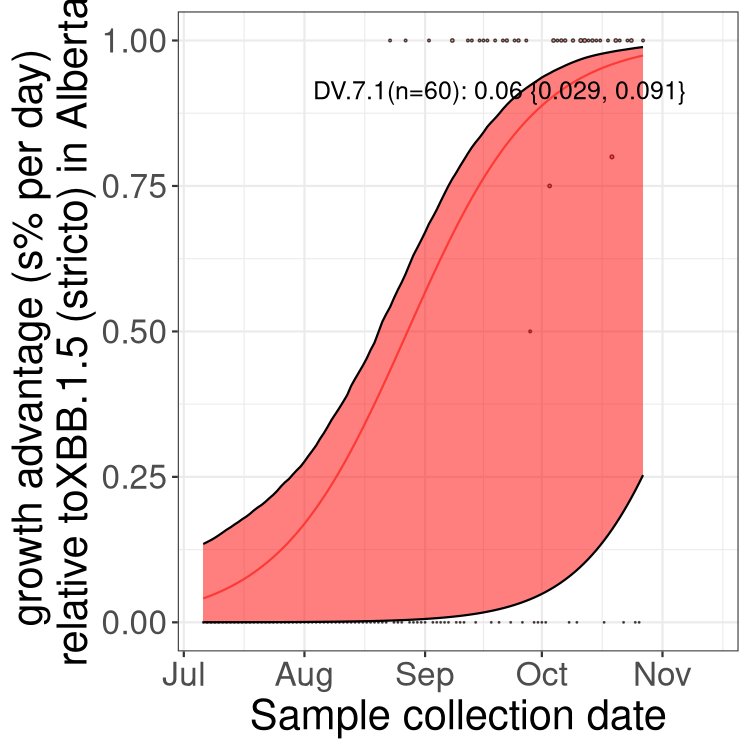 growth advantage (s% per day)
relative toXBB.1.5 (stricto) in Alberta
1.00
0.75
0.50
0.25
0.00
DV.7.1(n=60): 0.06 {0.029, 0.091}
Jul Aug Sep Oct Nov
Sample collection date